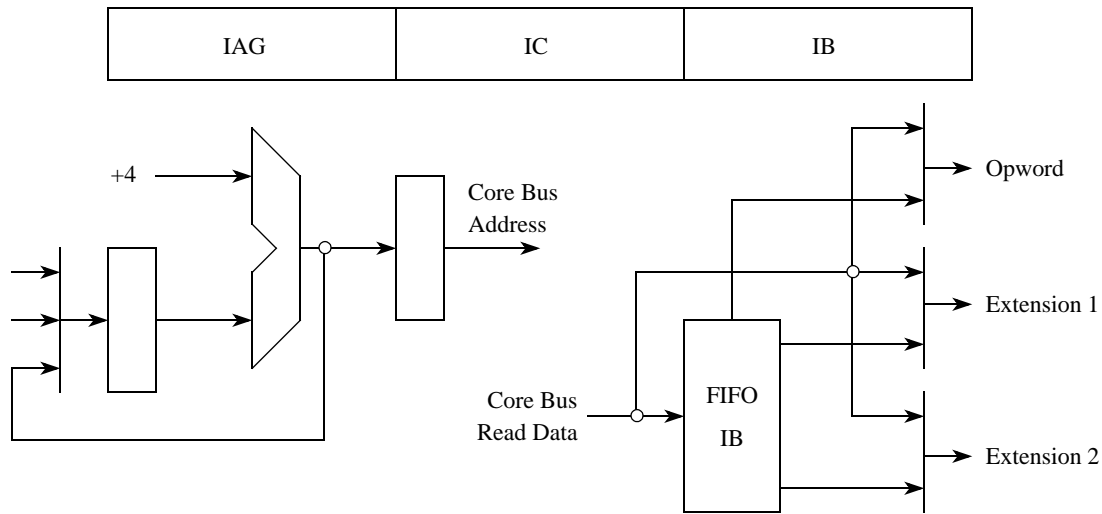 IAG
IC
IB
+4
Core Bus
Address
Opword
Extension 1
Core Bus
Read Data
FIFO
IB
Extension 2